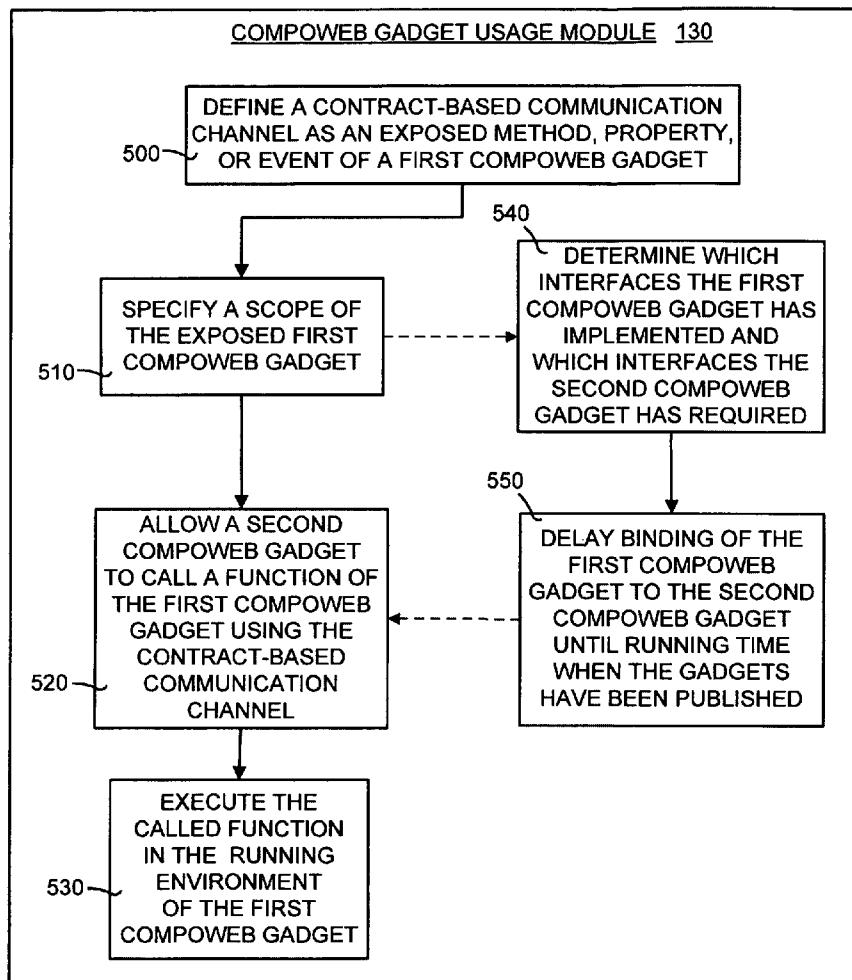 COMPOWEB GADGET USAGE MODULE 130
500
DEFINE A CONTRACT-BASED COMMUNICATION
CHANNEL AS AN EXPOSED METHOD, PROPERTY,
OR EVENT OF A FIRST COMPOWEB GADGET
510
SPECIFY A SCOPE OF
THE EXPOSED FIRST
COMPOWEB GADGET
540
DETERMINE WHICH
INTERFACES THE FIRST
COMPOWEB GADGET HAS
IMPLEMENTED AND
WHICH INTERFACES THE
SECOND COMPOWEB
GADGET HAS REQUIRED
550
DELAY BINDING OF THE
FIRST COMPOWEB
GADGET TO THE SECOND
COMPOWEB GADGET
UNTIL RUNNING TIME
WHEN THE GADGETS
HAVE BEEN PUBLISHED
520
ALLOW A SECOND
COMPOWEB GADGET
TO CALL A FUNCTION OF
THE FIRST COMPOWEB
GADGET USING THE
CONTRACT-BASED
COMMUNICATION
CHANNEL
530
EXECUTE THE
CALLED FUNCTION
IN THE RUNNING
ENVIRONMENT
OF THE FIRST
COMPOWEB GADGET